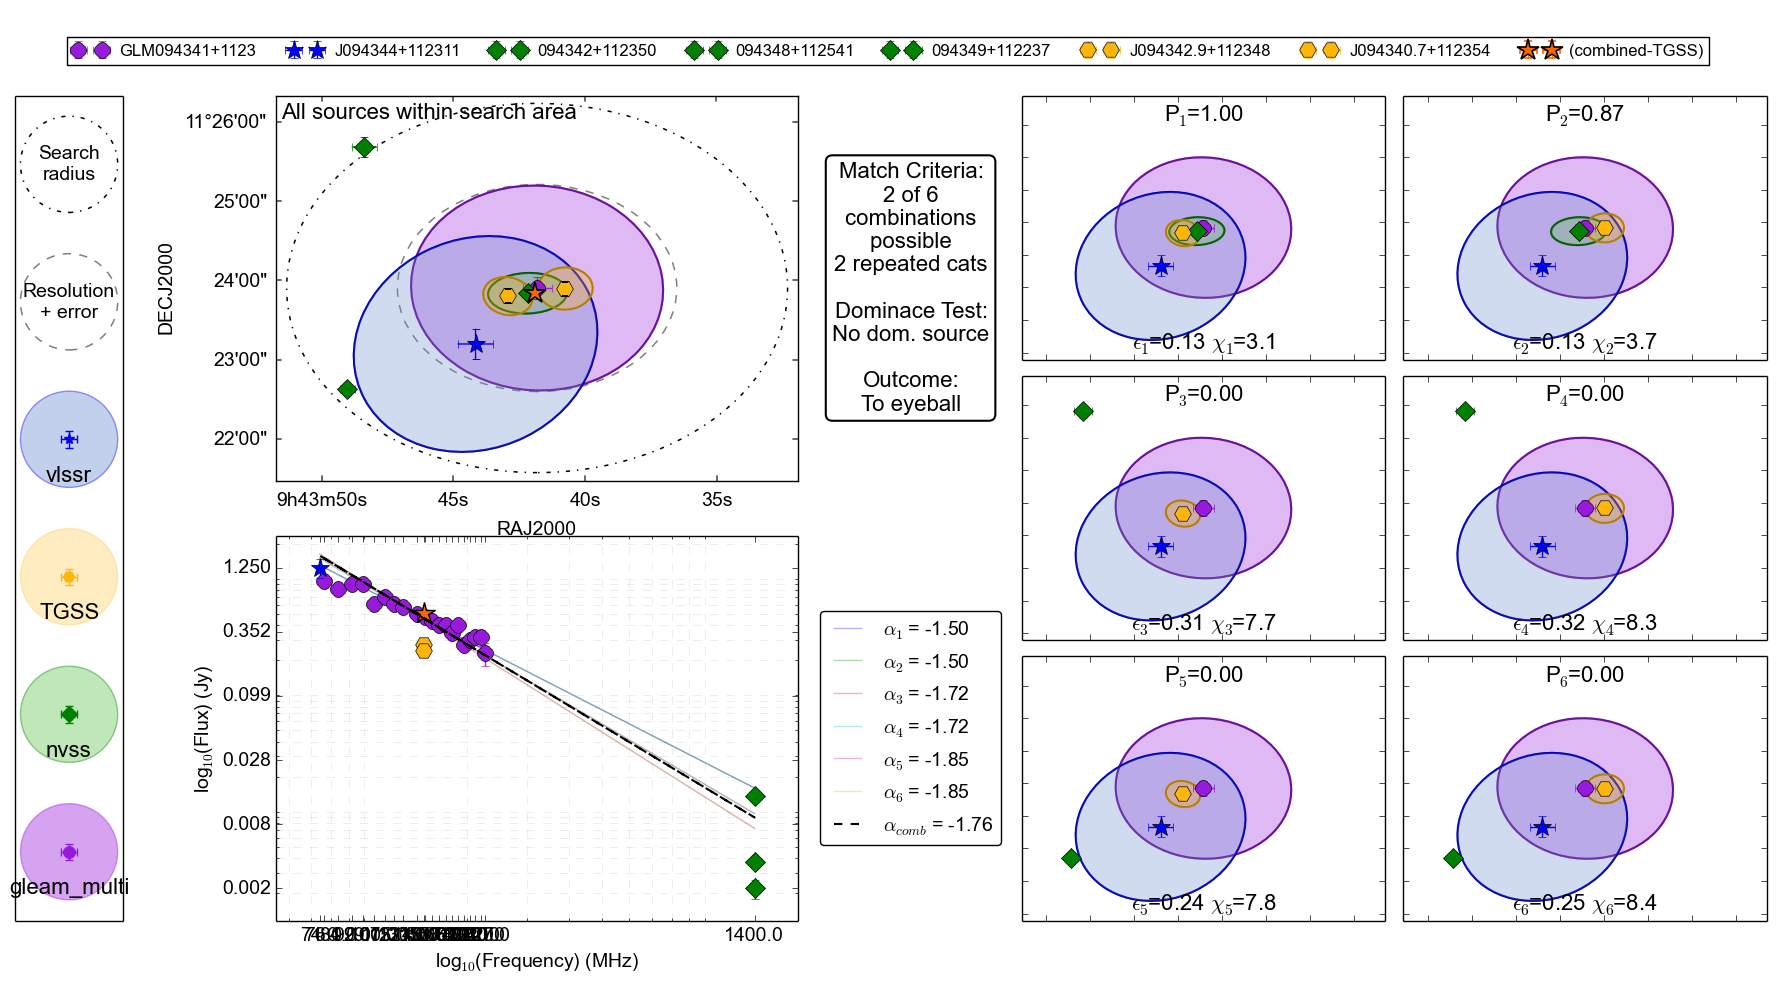 GLM094341+1123 J094344+112311 094342+112350 094348+112541 094349+112237 J094342.9+112348 J094340.7+112354 (combined-TGSS)
Search
radius
Resolution
+ error
vlssr
TGSS
nvss
gleam_multi
All sources within search area
DECJ2000
11°26'00"
25'00"
24'00"
23'00"
22'00"
9h43m50s 45s 40s 35s
RAJ2000
log10(Flux) (Jy)
1.250
0.352
0.099
0.028
0.008
0.002
1400.0
log10(Frequency) (MHz)
Match Criteria:
2 of 6
combinations
possible
2 repeated cats
Dominace Test:
No dom. source
Outcome:
To eyeball
α1 = -1.50
α2 = -1.50
α3 = -1.72
α4 = -1.72
α5 = -1.85
α6 = -1.85
αcomb = -1.76
P1=1.00
ϵ1=0.13 χ1=3.1
P2=0.87
ϵ2=0.13 χ2=3.7
P3=0.00
ϵ3=0.31 χ3=7.7
P4=0.00
ϵ4=0.32 χ4=8.3
P5=0.00
ϵ5=0.24 χ5=7.8
P6=0.00
ϵ6=0.25 χ6=8.4